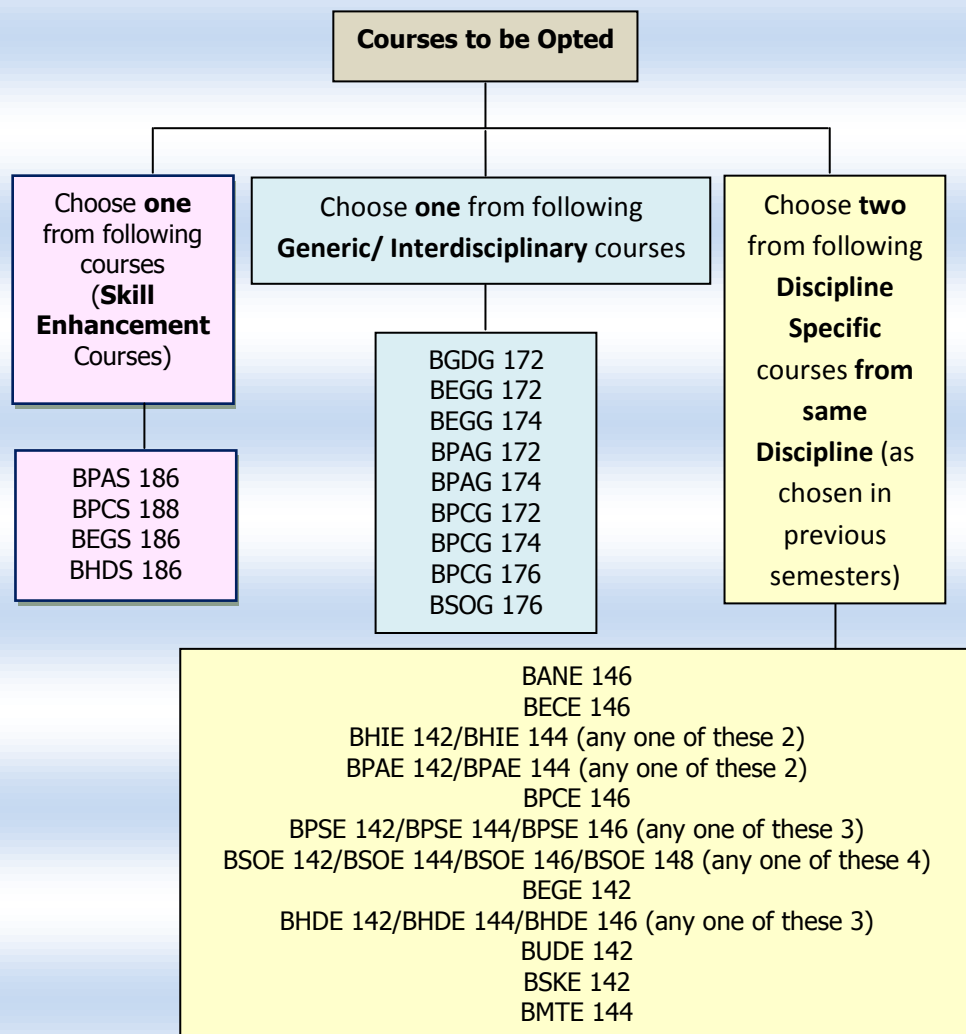 Courses to be Opted
Choose one
from following
courses
(Skill
Enhancement
Courses)
BPAS 186
BPCS 188
BEGS 186
BHDS 186
Choose one from following
Generic/ Interdisciplinary courses
BGDG 172
BEGG 172
BEGG 174
BPAG 172
BPAG 174
BPCG 172
BPCG 174
BPCG 176
BSOG 176
Choose two
from following
Discipline
Specific
courses from
same
Discipline (as
chosen in
previous
semesters)
BANE 146
BECE 146
BHIE 142/BHIE 144 (any one of these 2)
BPAE 142/BPAE 144 (any one of these 2)
BPCE 146
BPSE 142/BPSE 144/BPSE 146 (any one of these 3)
BSOE 142/BSOE 144/BSOE 146/BSOE 148 (any one of these 4)
BEGE 142
BHDE 142/BHDE 144/BHDE 146 (any one of these 3)
BUDE 142
BSKE 142
BMTE 144